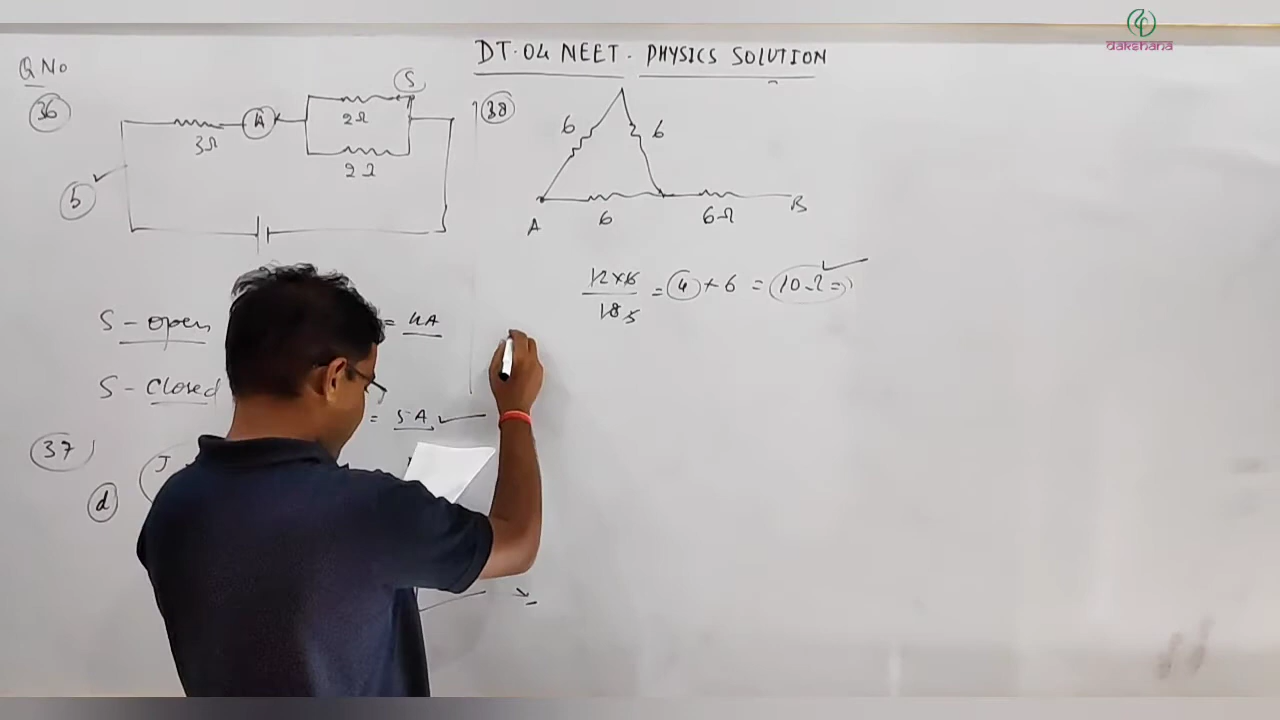 dakshana
DT.04 NEET. PHYSICS SOLUTION
Q No
36
S
A
2Ω
3Ω
2Ω
b
S - open = 4A
S - Closed
= 5A
37
J
d
38
6 6
6 6Ω
A B
12×6
18 = 4 + 6 = 10Ω =>